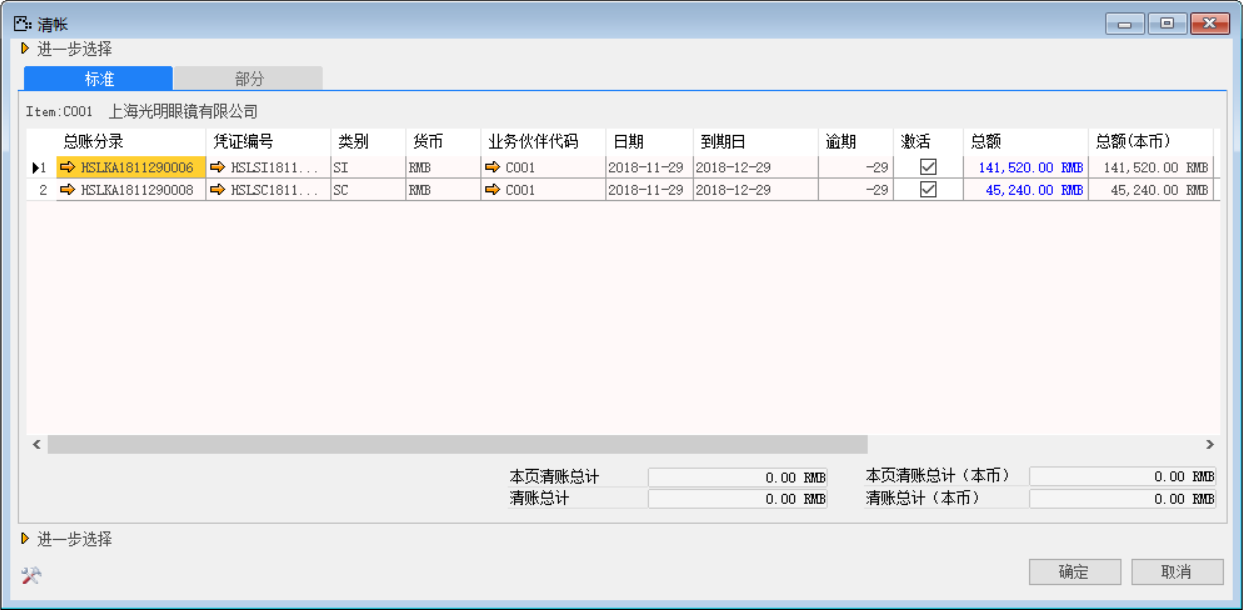 清帐
进一步选择
标准 部分
Item:C001 上海光明眼镜有限公司
总账分录 凭证编号 类别 货币 业务伙伴代码 日期 到期日 逾期 激活 总额 总额(本币)
1 HSLKA1811290006 HSLSI1811... SI RMB C001 2018-11-29 2018-12-29 -29 141,520.00 RMB 141,520.00 RMB
2 HSLKA1811290008 HSLSC1811... SC RMB C001 2018-11-29 2018-12-29 -29 45,240.00 RMB 45,240.00 RMB
本页清账总计 0.00 RMB 本页清账总计（本币） 0.00 RMB
清账总计 0.00 RMB 清账总计（本币） 0.00 RMB
进一步选择
确定 取消